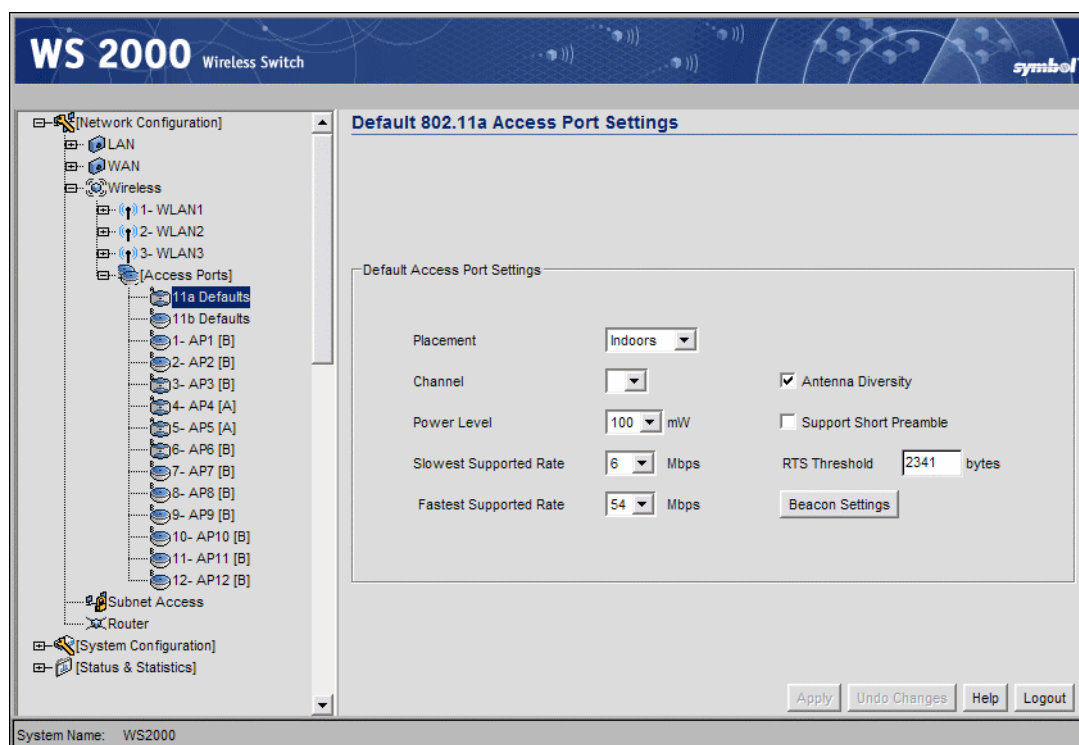 WS 2000 Wireless Switch
symbol
[Network Configuration]
LAN
WAN
Wireless
1- WLAN1
2- WLAN2
3- WLAN3
[Access Ports]
11a Defaults
11b Defaults
1- AP1 [B]
2- AP2 [B]
3- AP3 [B]
4- AP4 [A]
5- AP5 [A]
6- AP6 [B]
7- AP7 [B]
8- AP8 [B]
9- AP9 [B]
10- AP10 [B]
11- AP11 [B]
12- AP12 [B]
Subnet Access
Router
[System Configuration]
[Status & Statistics]
Default 802.11a Access Port Settings
Default Access Port Settings
Placement Indoors
Channel Antenna Diversity
Power Level 100 mW Support Short Preamble
Slowest Supported Rate 6 Mbps RTS Threshold 2341 bytes
Fastest Supported Rate 54 Mbps Beacon Settings
Apply Undo Changes Help Logout
System Name: WS2000